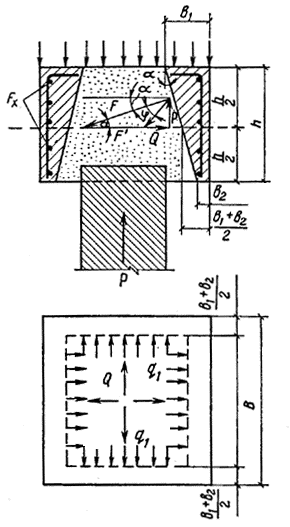 в₁
Fₓ
α
F
α
φ
P
α
F'
Q
h/2
h
h/2
в₂
(в₁+в₂)/2
P
(в₁+в₂)/2
Q
q₁
q₁
в
(в₁+в₂)/2